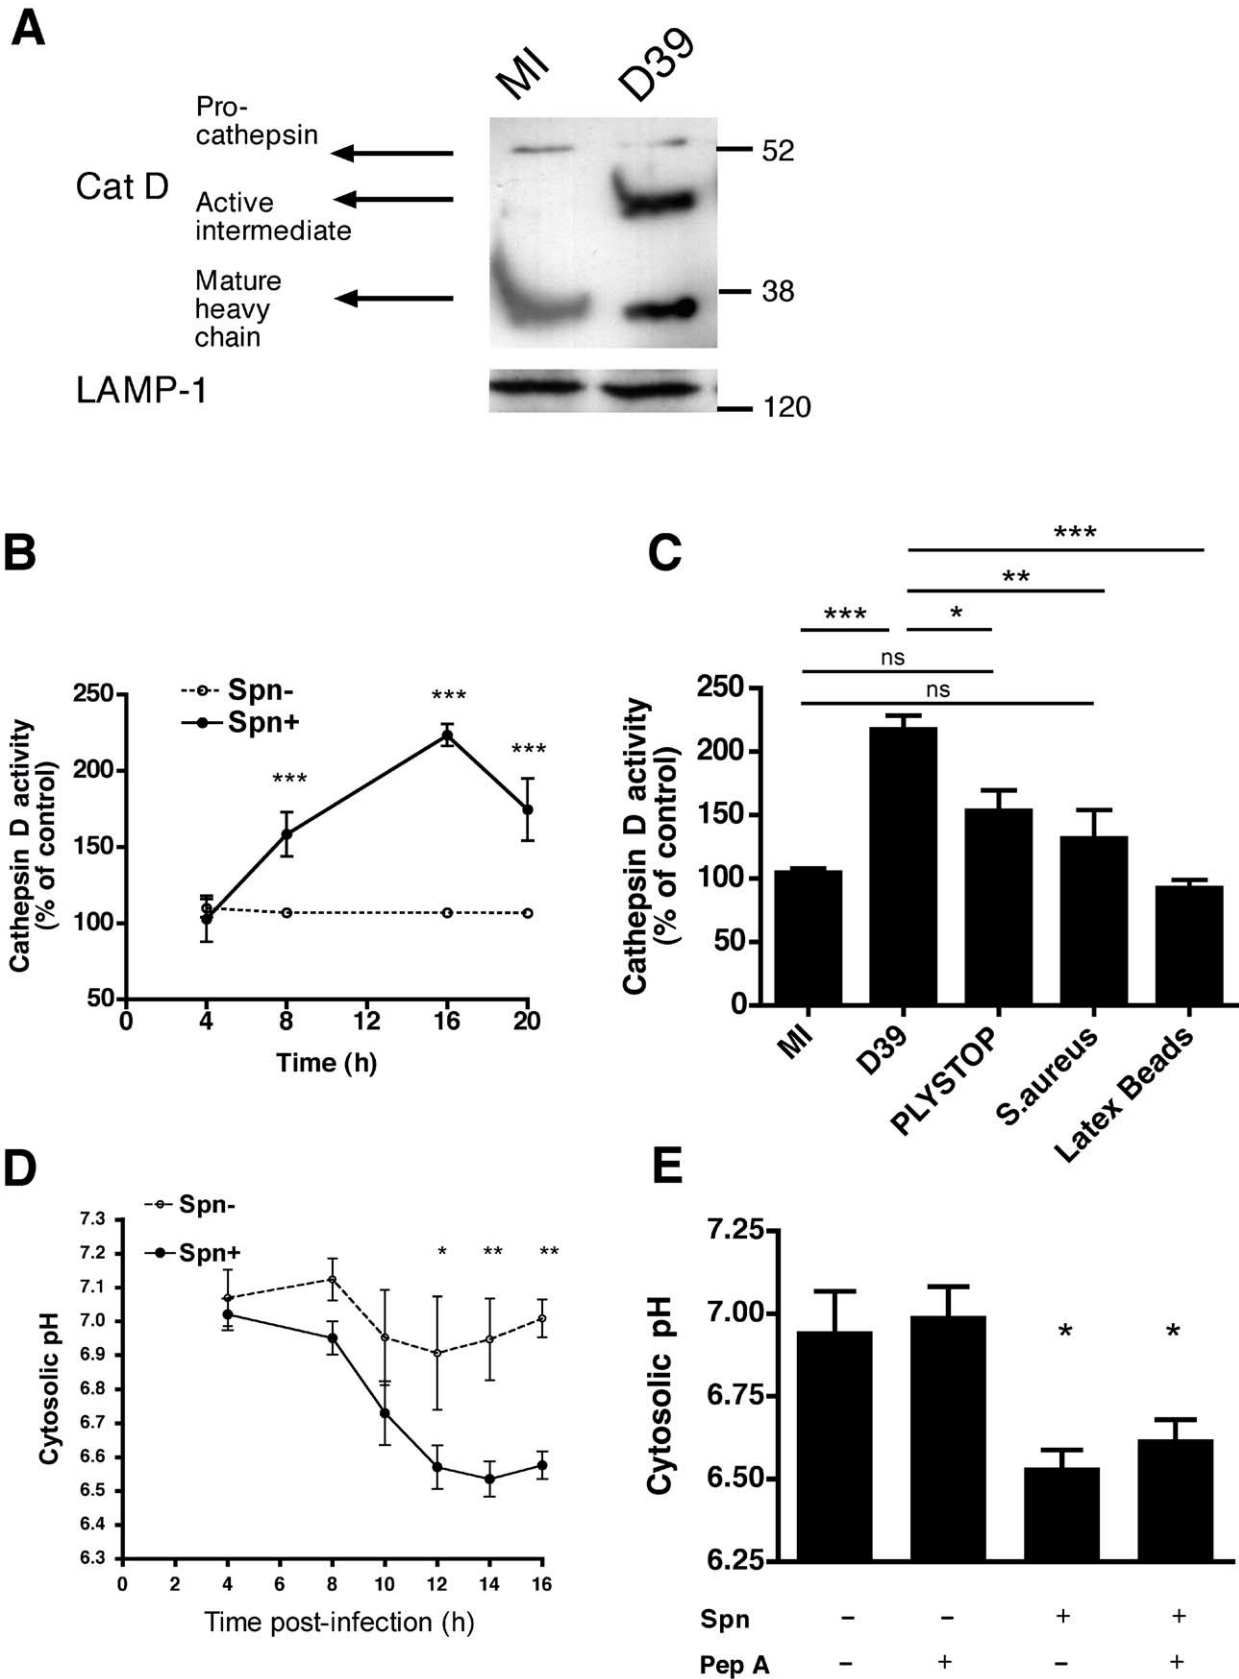 A
MI
D39
Pro-
cathepsin
52
Cat D
Active
intermediate
Mature
heavy
chain
38
LAMP-1
120
B
Spn-
Spn+
***
***
***
250
200
150
100
50
Cathepsin D activity
(% of control)
0
4
8
12
16
20
Time (h)
C
***
**
***
*
ns
ns
250
200
150
100
50
0
Cathepsin D activity
(% of control)
MI
D39
PLYSTOP
S.aureus
Latex Beads
D
Spn-
Spn+
*
**
**
7.3
7.2
7.1
7.0
6.9
6.8
6.7
6.6
6.5
6.4
6.3
Cytosolic pH
0
2
4
6
8
10
12
14
16
Time post-infection (h)
E
7.25
7.00
6.75
6.50
6.25
Cytosolic pH
*
*
Spn − − + +
Pep A − + − +